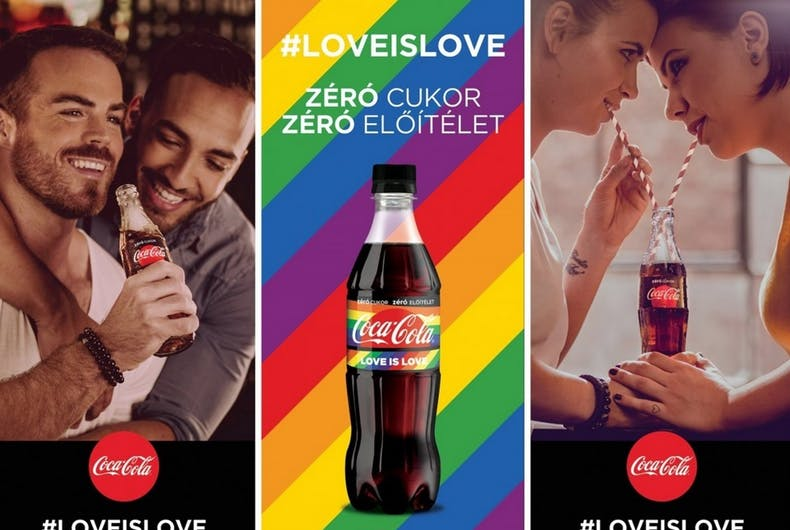 Coca-Cola
Coca-Cola
#LOVEISLOVE
#LOVEISLOVE
ZÉRÓ CUKOR
ZÉRÓ ELŐÍTÉLET
ZÉRÓ CUKOR ZÉRÓ ELŐÍTÉLET
Coca-Cola
LOVE IS LOVE
Coca-Cola
Coca-Cola
#LOVEISLOVE